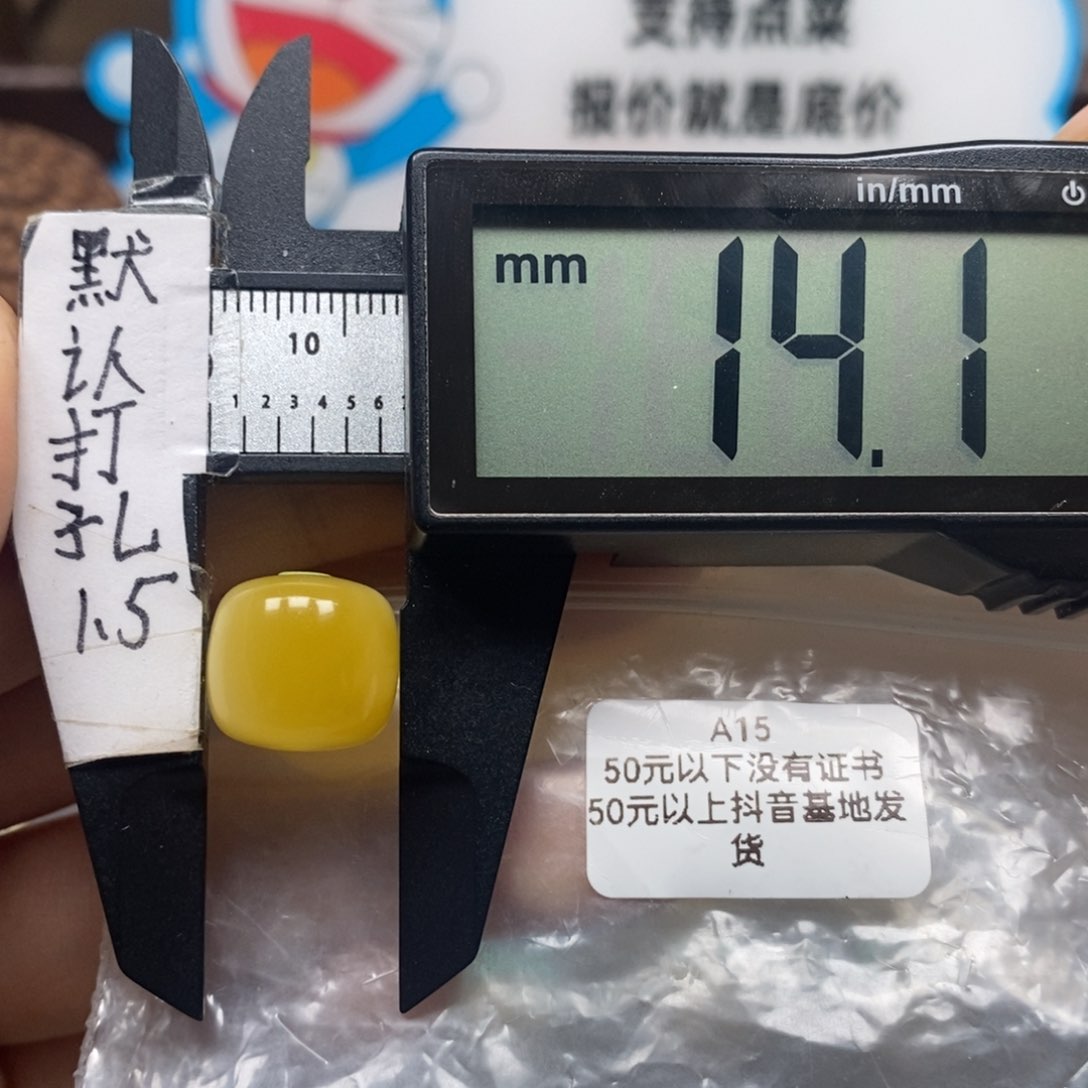 支持点菜
报价就是底价
in/mm
mm
14.1
10
1 2 3 4 5 6
默
认
打
孔
1.5
A15
50元以下没有证书
50元以上抖音基地发
货